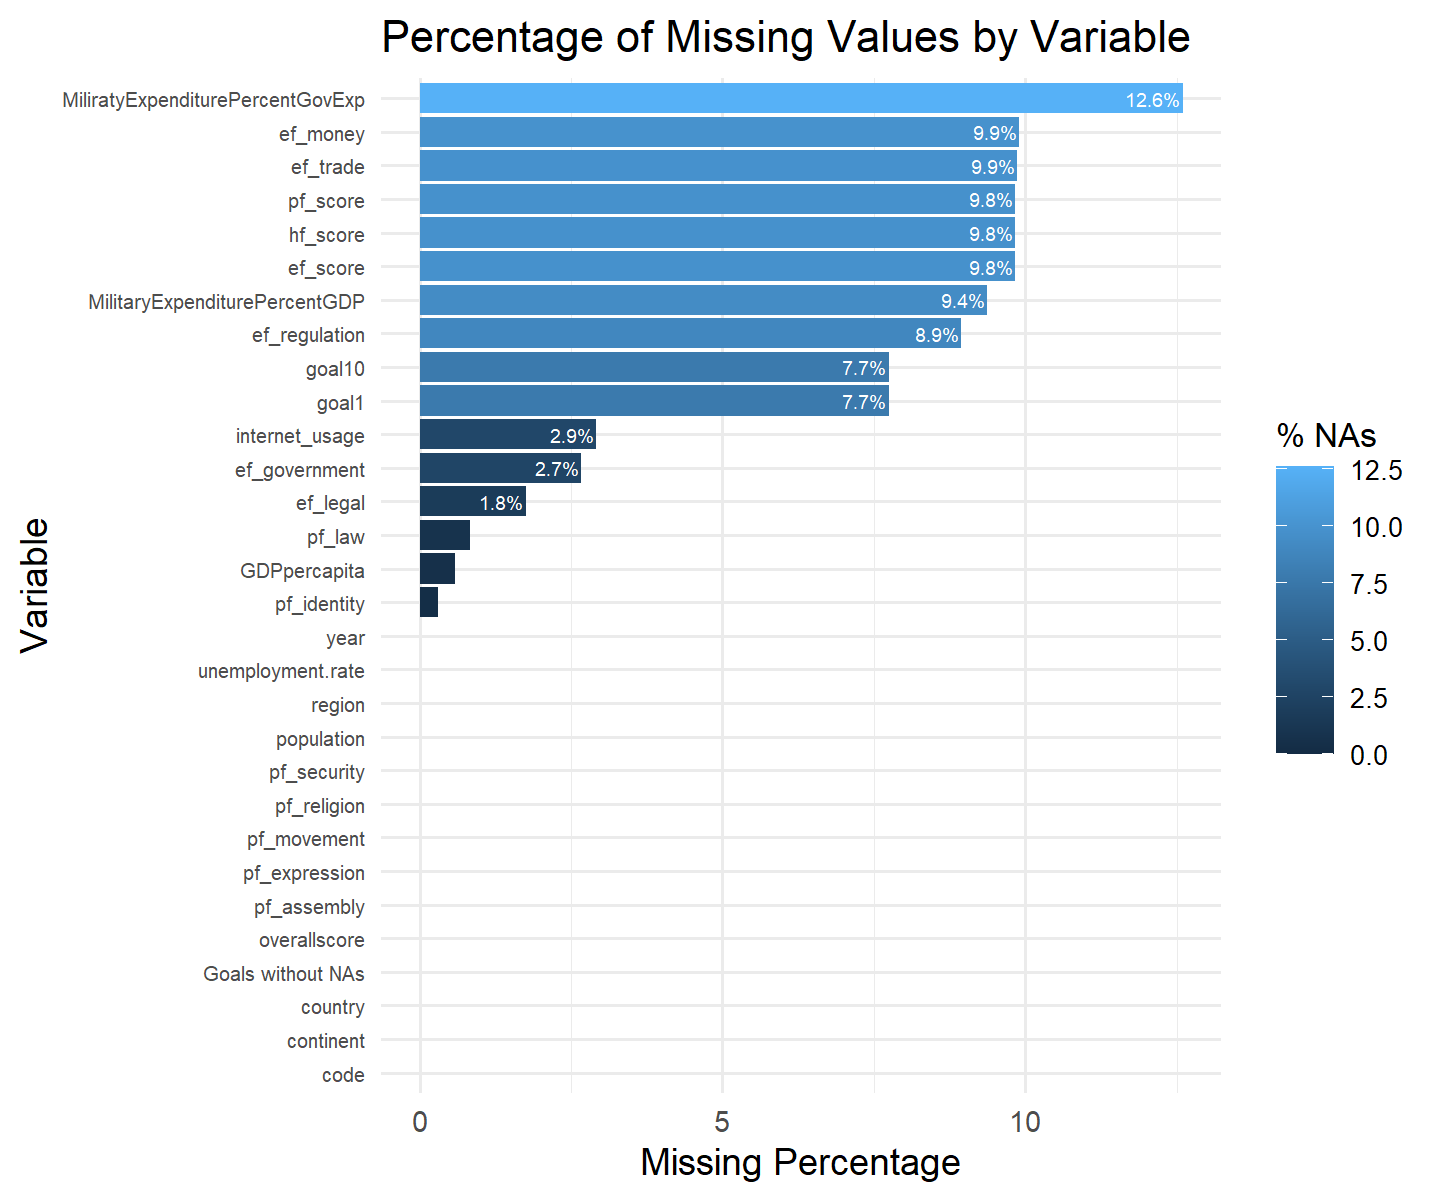 Percentage of Missing Values by Variable
MiliratyExpenditurePercentGovExp 12.6%
ef_money 9.9%
ef_trade 9.9%
pf_score 9.8%
hf_score 9.8%
ef_score 9.8%
MilitaryExpenditurePercentGDP 9.4%
ef_regulation 8.9%
goal10 7.7%
goal1 7.7%
internet_usage 2.9%
ef_government 2.7%
ef_legal 1.8%
pf_law
GDPpercapita
pf_identity
year
unemployment.rate
region
population
pf_security
pf_religion
pf_movement
pf_expression
pf_assembly
overallscore
Goals without NAs
country
continent
code
Variable
0 5 10
Missing Percentage
% NAs
12.5
10.0
7.5
5.0
2.5
0.0